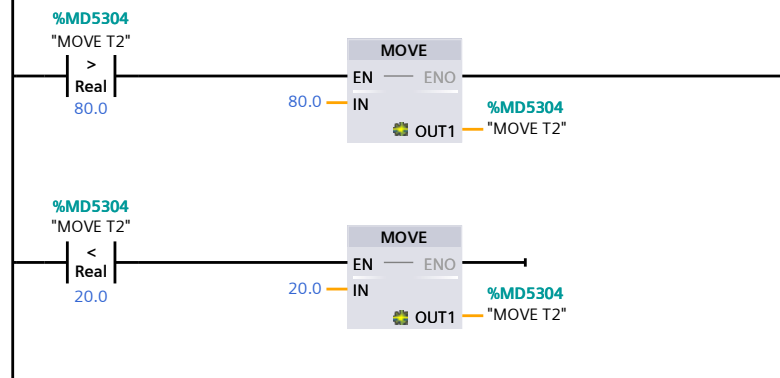 %MD5304
"MOVE T2"
>
Real
80.0
MOVE
EN
ENO
80.0
IN
OUT1
%MD5304
"MOVE T2"
%MD5304
"MOVE T2"
<
Real
20.0
MOVE
EN
ENO
20.0
IN
OUT1
%MD5304
"MOVE T2"